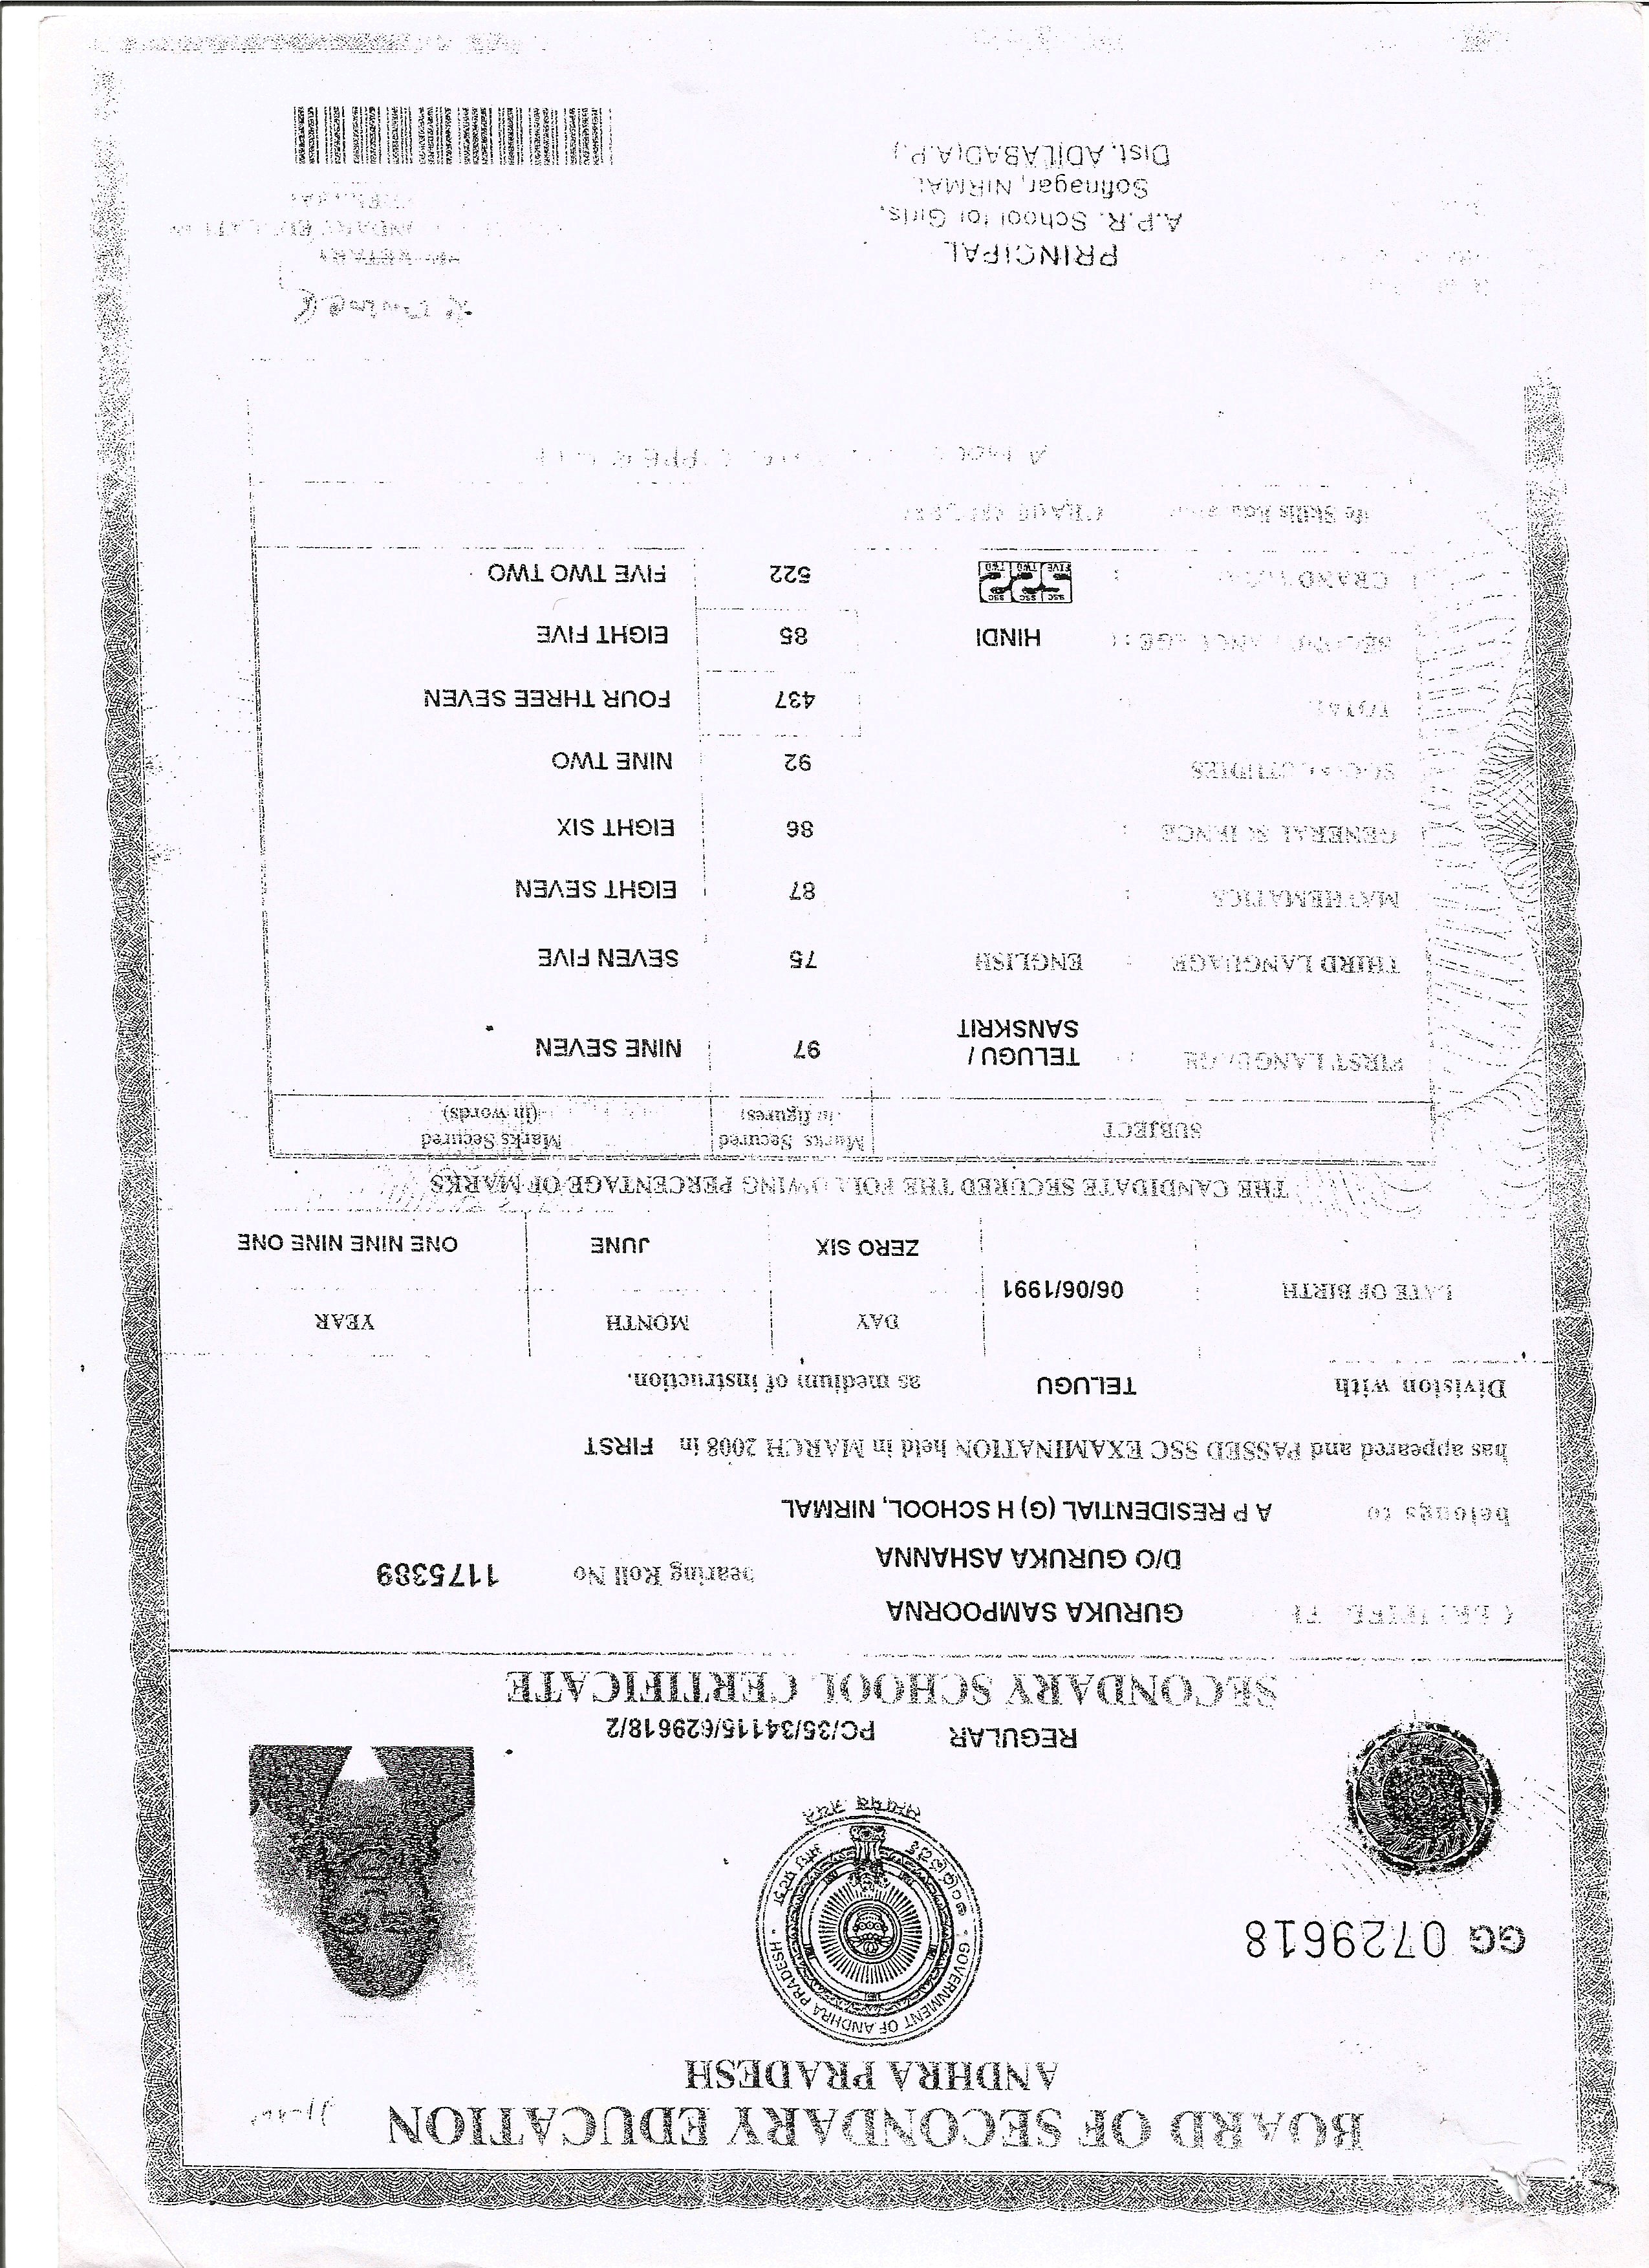 BOARD OF SECONDARY EDUCATION
ANDHRA PRADESH
GG 0729618
GOVERNMENT OF ANDHRA PRADESH
REGULAR PC/35/34115/629618/2
SECONDARY SCHOOL CERTIFICATE
GURUKA SAMPOORNA
D/O GURUKA ASHANNA bearing Roll No 1175389
belongs to A P RESIDENTIAL (G) H SCHOOL, NIRMAL
has appeared and PASSED SSC EXAMINATION held in MARCH 2008 in FIRST
Division with TELUGU as medium of instruction.
DAY MONTH YEAR
DATE OF BIRTH 06/06/1991
ZERO SIX JUNE ONE NINE NINE ONE
THE CANDIDATE SECURED THE FOLLOWING PERCENTAGE OF MARKS
SUBJECT Marks Secured (in figures) Marks Secured (in words)
FIRST LANGUAGE : TELUGU / SANSKRIT 97 NINE SEVEN
THIRD LANGUAGE : ENGLISH 75 SEVEN FIVE
MATHEMATICS : 87 EIGHT SEVEN
GENERAL SCIENCE : 86 EIGHT SIX
SOCIAL STUDIES 92 NINE TWO
TOTAL : 437 FOUR THREE SEVEN
SECOND LANGUAGE : HINDI 85 EIGHT FIVE
GRAND TOTAL : 522 522 FIVE TWO TWO
Skills
PRINCIPAL
A.P.R. School for Girls,
Sofinagar, NIRMAL
Dist. ADILABAD(A.P.)
SECRETARY